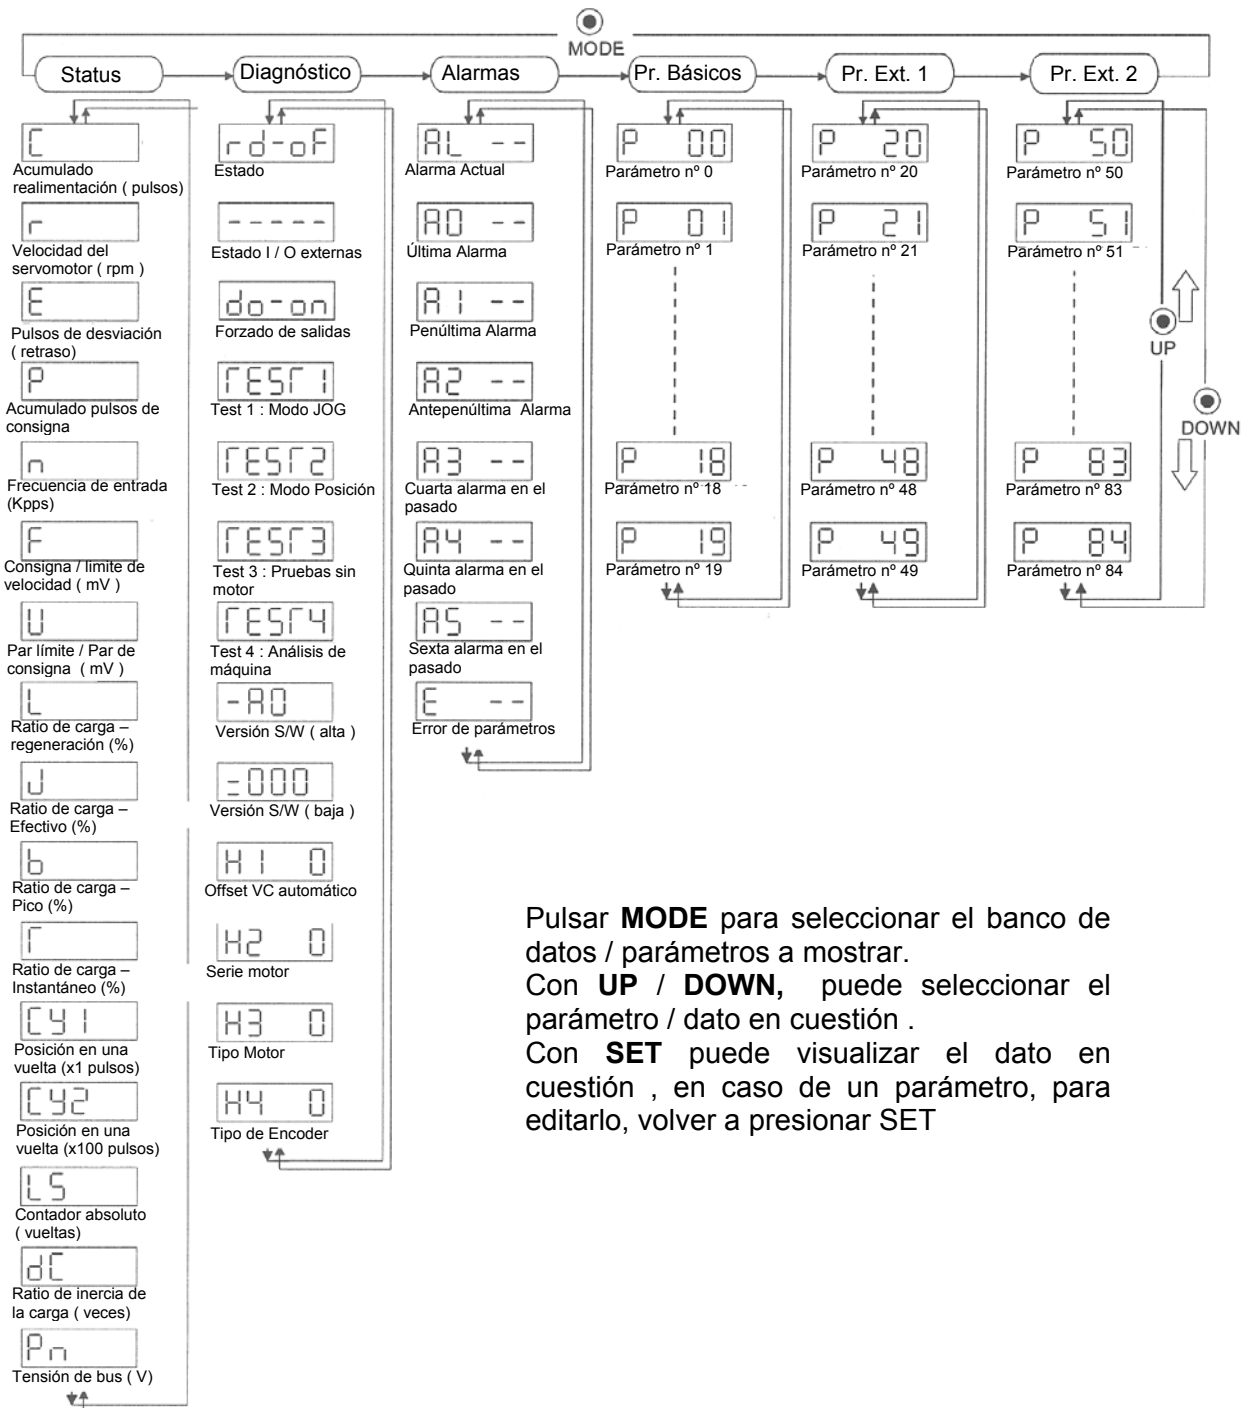 MODE
Status
Diagnóstico
Alarmas
Pr. Básicos
Pr. Ext. 1
Pr. Ext. 2
C
Acumulado
realimentación ( pulsos)
r
Velocidad del
servomotor ( rpm )
E
Pulsos de desviación
( retraso)
P
Acumulado pulsos de
consigna
n
Frecuencia de entrada
(Kpps)
F
Consigna / limite de
velocidad ( mV )
U
Par límite / Par de
consigna ( mV )
L
Ratio de carga –
regeneración (%)
J
Ratio de carga –
Efectivo (%)
b
Ratio de carga –
Pico (%)
T
Ratio de carga –
Instantáneo (%)
CY1
Posición en una
vuelta (x1 pulsos)
CY2
Posición en una
vuelta (x100 pulsos)
LS
Contador absoluto
( vueltas)
dC
Ratio de inercia de
la carga ( veces)
Pn
Tensión de bus ( V)
rd-oF
Estado
-----
Estado I / O externas
do-on
Forzado de salidas
TEST1
Test 1 : Modo JOG
TEST2
Test 2 : Modo Posición
TEST3
Test 3 : Pruebas sin
motor
TEST4
Test 4 : Análisis de
máquina
-A0
Versión S/W ( alta )
=000
Versión S/W ( baja )
H1 0
Offset VC automático
H2 0
Serie motor
H3 0
Tipo Motor
H4 0
Tipo de Encoder
AL --
Alarma Actual
A0 --
Última Alarma
A1 --
Penúltima Alarma
A2 --
Antepenúltima Alarma
A3 --
Cuarta alarma en el
pasado
A4 --
Quinta alarma en el
pasado
A5 --
Sexta alarma en el
pasado
E --
Error de parámetros
P 00
Parámetro nº 0
P 01
Parámetro nº 1
P 18
Parámetro nº 18
P 19
Parámetro nº 19
P 20
Parámetro nº 20
P 21
Parámetro nº 21
P 48
Parámetro nº 48
P 49
Parámetro nº 49
P 50
Parámetro nº 50
P 51
Parámetro nº 51
P 83
Parámetro nº 83
P 84
Parámetro nº 84
UP
DOWN
Pulsar MODE para seleccionar el banco de
datos / parámetros a mostrar.
Con UP / DOWN, puede seleccionar el
parámetro / dato en cuestión .
Con SET puede visualizar el dato en
cuestión , en caso de un parámetro, para
editarlo, volver a presionar SET